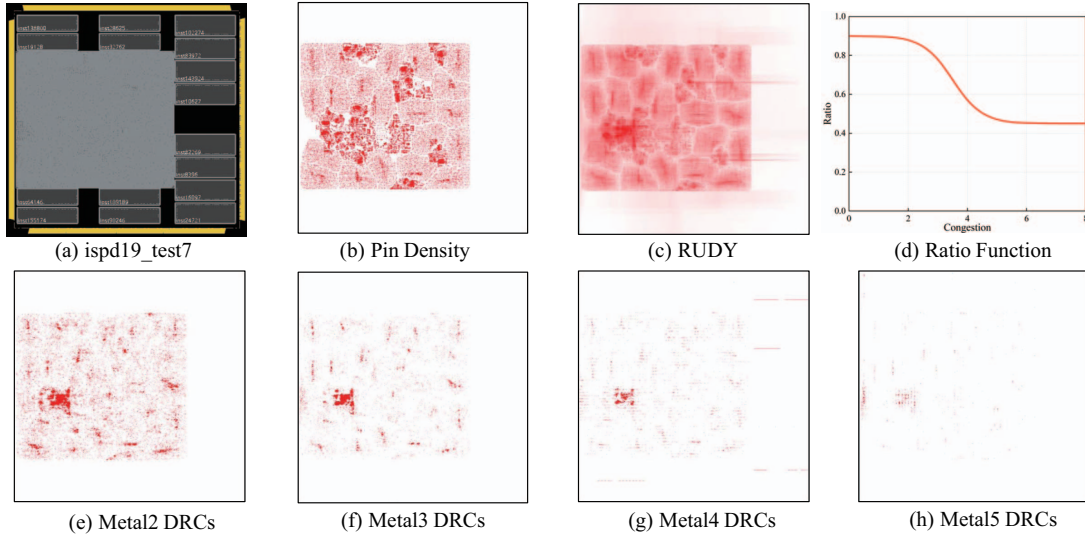 (a) ispd19_test7
(b) Pin Density
(c) RUDY
1.0
0.8
0.6
0.4
0.2
0.0
Ratio
0
2
4
6
8
Congestion
(d) Ratio Function
(e) Metal2 DRCs
(f) Metal3 DRCs
(g) Metal4 DRCs
(h) Metal5 DRCs